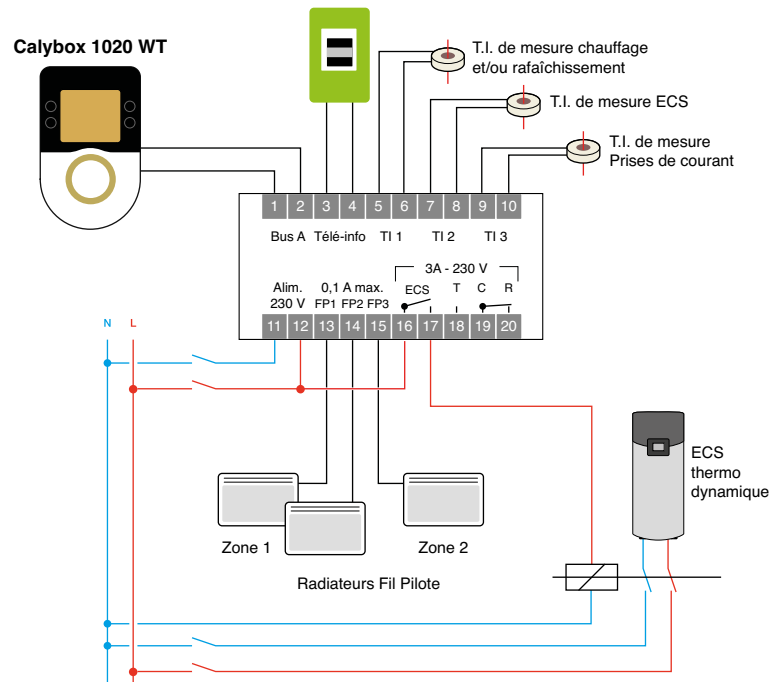 Calybox 1020 WT
T.I. de mesure chauffage
et/ou rafaîchissement
T.I. de mesure ECS
T.I. de mesure
Prises de courant
1 2 3 4 5 6 7 8 9 10
Bus A Télé-info TI 1 TI 2 TI 3
3A - 230 V
Alim. 0,1 A max. ECS T C R
230 V FP1 FP2 FP3
11 12 13 14 15 16 17 18 19 20
N L
ECS
thermo
dynamique
Zone 1 Zone 2
Radiateurs Fil Pilote